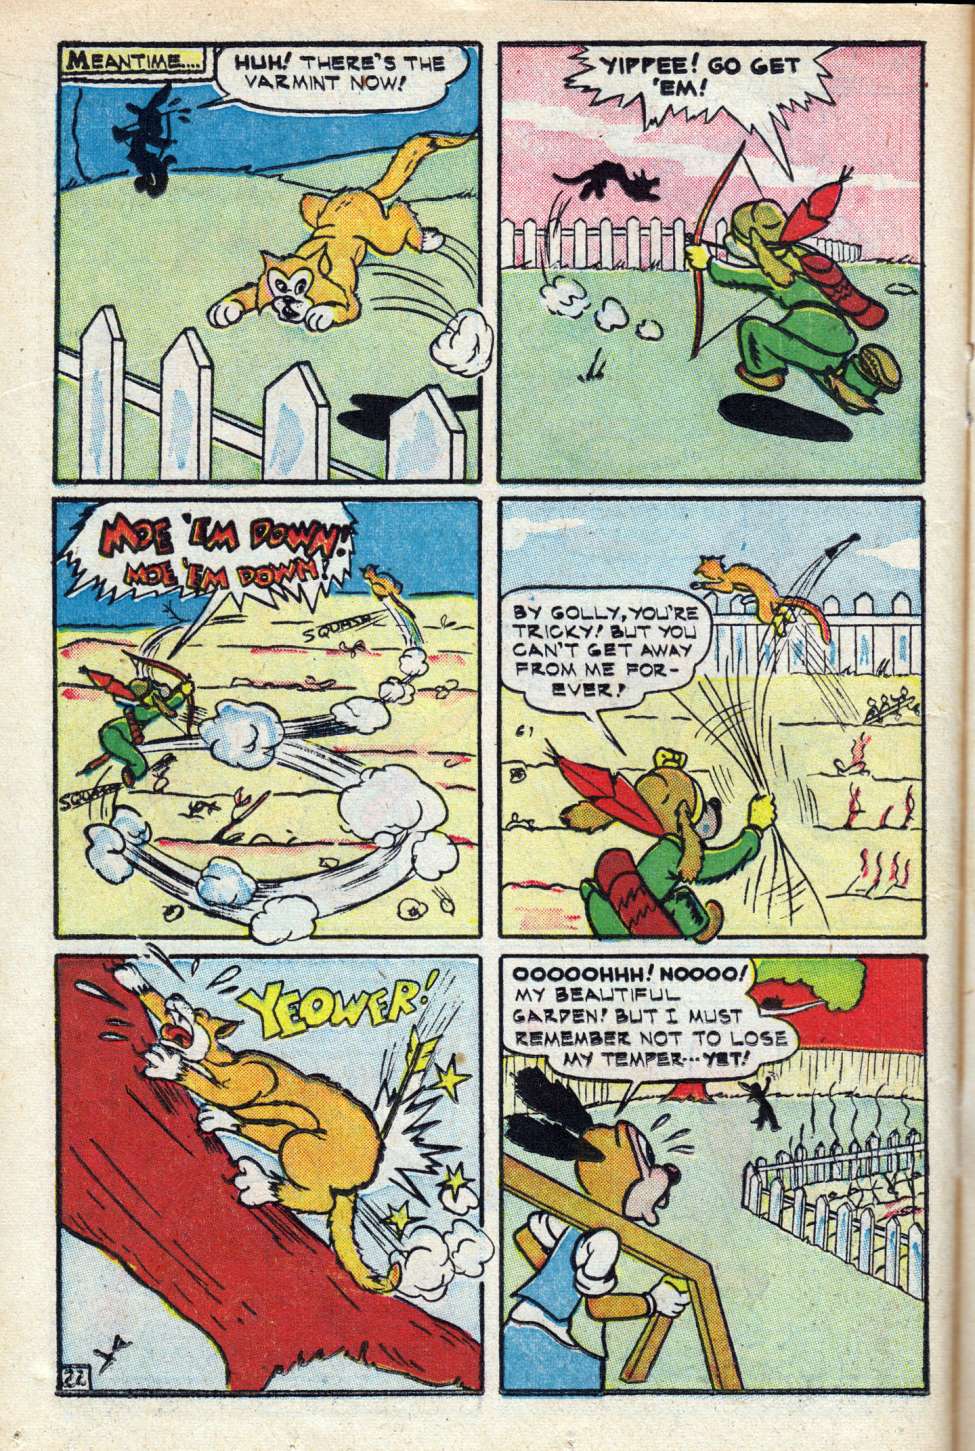 MEANTIME....
HUH! THERE'S THE
VARMINT NOW!
YIPPEE! GO GET
'EM!
MOE 'EM DOWN!
MOE 'EM DOWN!
SQUASH
SQUASH
BY GOLLY, YOU'RE
TRICKY! BUT YOU
CAN'T GET AWAY
FROM ME FOR-
EVER!
YEOWER!
22
OOOOOHHH! NOOOO!
MY BEAUTIFUL
GARDEN! BUT I MUST
REMEMBER NOT TO LOSE
MY TEMPER...YET!